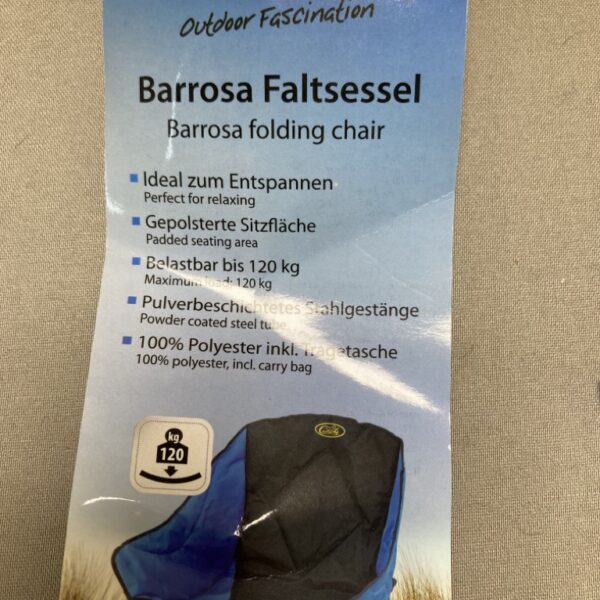 Outdoor Fascination
Barrosa Faltsessel
Barrosa folding chair
Ideal zum Entspannen
Perfect for relaxing
Gepolsterte Sitzfläche
Padded seating area
Belastbar bis 120 kg
Maximum load: 120 kg
Pulverbeschichtetes Stahlgestänge
Powder coated steel tube
100% Polyester inkl. Tragetasche
100% polyester, incl. carry bag
kg
120